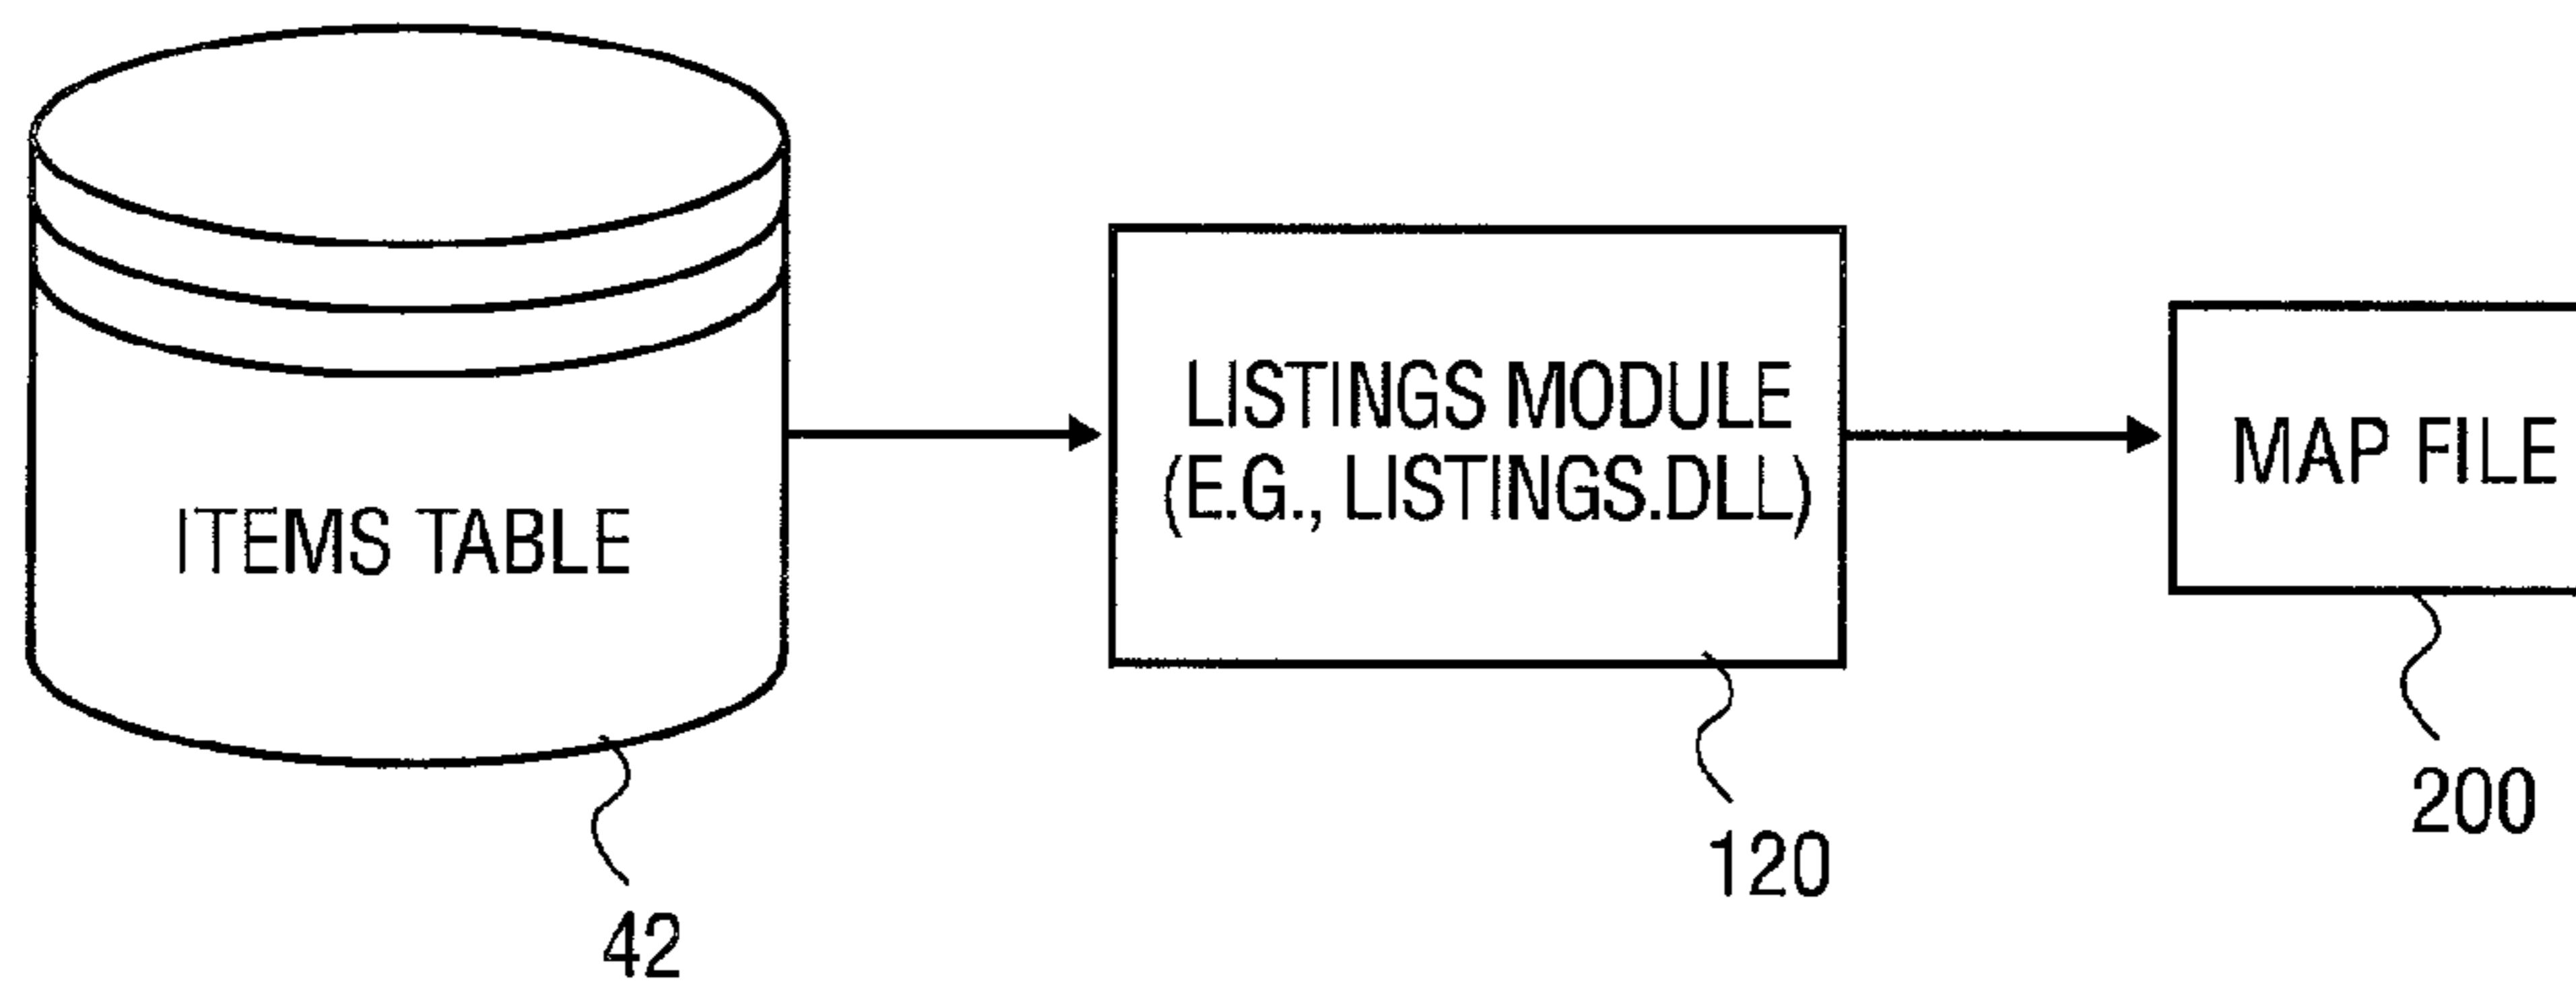 ITEMS TABLE
LISTINGS MODULE
(E.G., LISTINGS.DLL)
MAP FILE
42
120
200